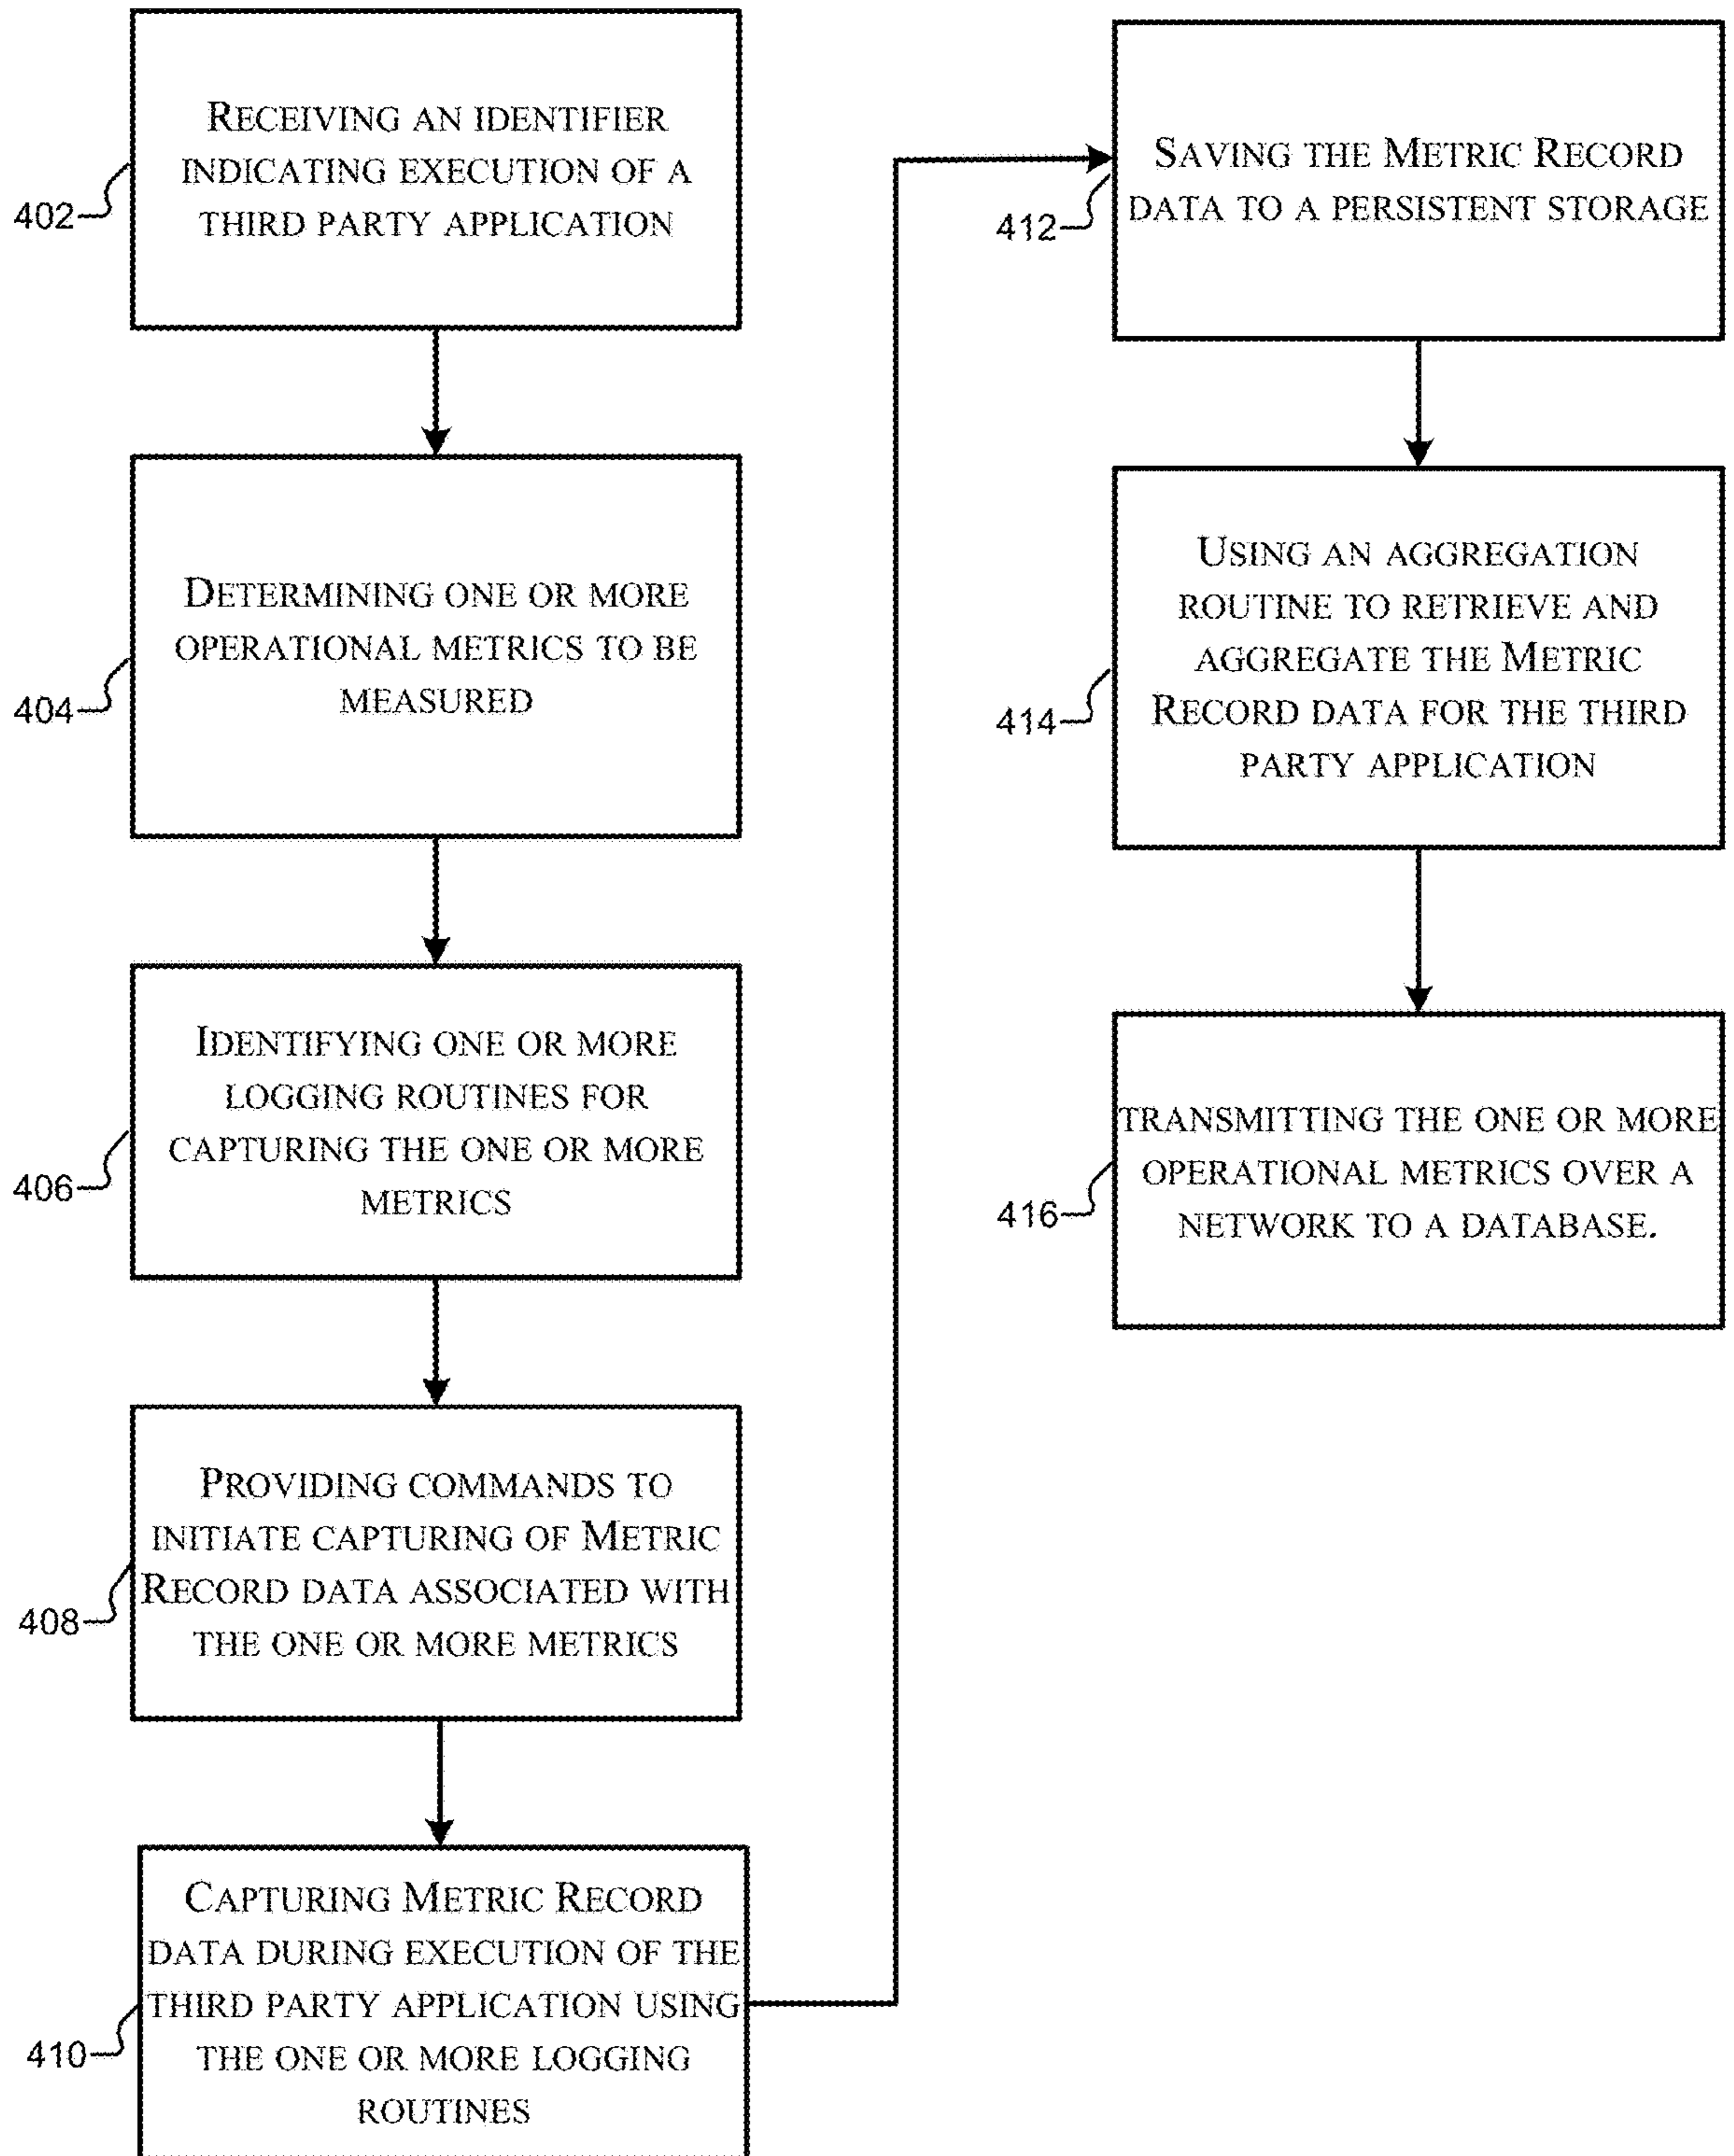 RECEIVING AN IDENTIFIER
INDICATING EXECUTION OF A
THIRD PARTY APPLICATION
402
DETERMINING ONE OR MORE
OPERATIONAL METRICS TO BE
MEASURED
404
IDENTIFYING ONE OR MORE
LOGGING ROUTINES FOR
CAPTURING THE ONE OR MORE
METRICS
406
PROVIDING COMMANDS TO
INITIATE CAPTURING OF METRIC
RECORD DATA ASSOCIATED WITH
THE ONE OR MORE METRICS
408
CAPTURING METRIC RECORD
DATA DURING EXECUTION OF THE
THIRD PARTY APPLICATION USING
THE ONE OR MORE LOGGING
ROUTINES
410
SAVING THE METRIC RECORD
DATA TO A PERSISTENT STORAGE
412
USING AN AGGREGATION
ROUTINE TO RETRIEVE AND
AGGREGATE THE METRIC
RECORD DATA FOR THE THIRD
PARTY APPLICATION
414
TRANSMITTING THE ONE OR MORE
OPERATIONAL METRICS OVER A
NETWORK TO A DATABASE.
416